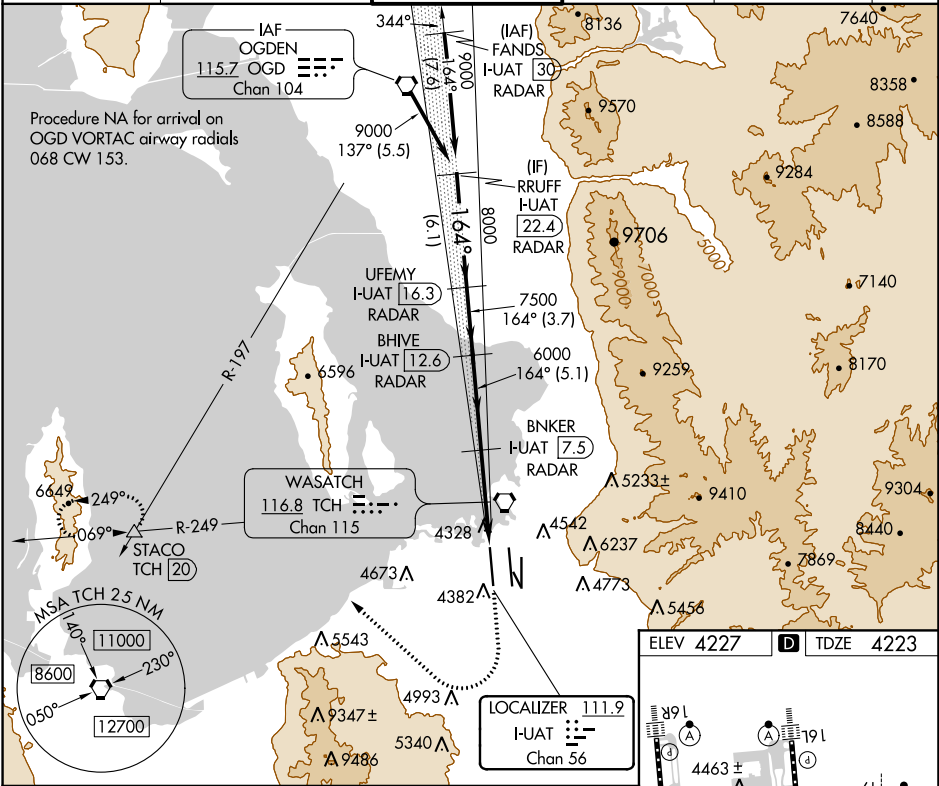 IAF
OGDEN
115.7 OGD
Chan 104
Procedure NA for arrival on
OGD VORTAC airway radials
068 CW 153.
344°
9000
164°
(7.6)
(IAF)
FANDS
I-UAT 30
RADAR
8136
7640
8358
9570
8588
9284
9000
137° (5.5)
(IF)
RRUFF
I-UAT
22.4
RADAR
164°
8000
(6.1)
9706
5000
7000
9000
7140
UFEMY
I-UAT 16.3
RADAR
7500
164° (3.7)
BHIVE
I-UAT 12.6
RADAR
6000
164° (5.1)
R-197
6596
9259
8170
BNKER
I-UAT 7.5
RADAR
5233±
9410
9304
WASATCH
116.8 TCH
Chan 115
6649
249°
069°
R-249
STACO
TCH 20
4328
4542
6237
8440
7869
4673
4382
4773
5456
MSA TCH 25 NM
140°
11000
230°
8600
050°
12700
5543
4993
9347±
5340
9486
LOCALIZER 111.9
I-UAT
Chan 56
ELEV 4227 D TDZE 4223
16R
A
A
16L
P
P
4463±